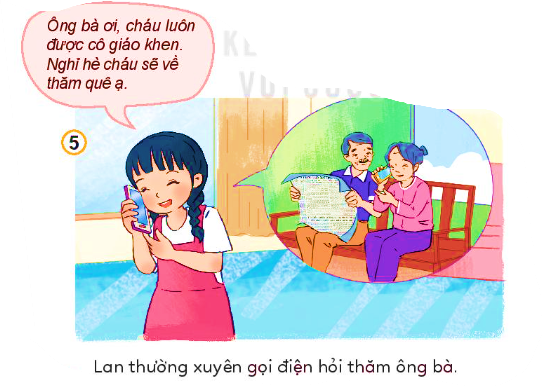 Ông bà ơi, cháu luôn
được cô giáo khen.
Nghỉ hè cháu sẽ về
thăm quê ạ.
5
Lan thường xuyên gọi điện hỏi thăm ông bà.